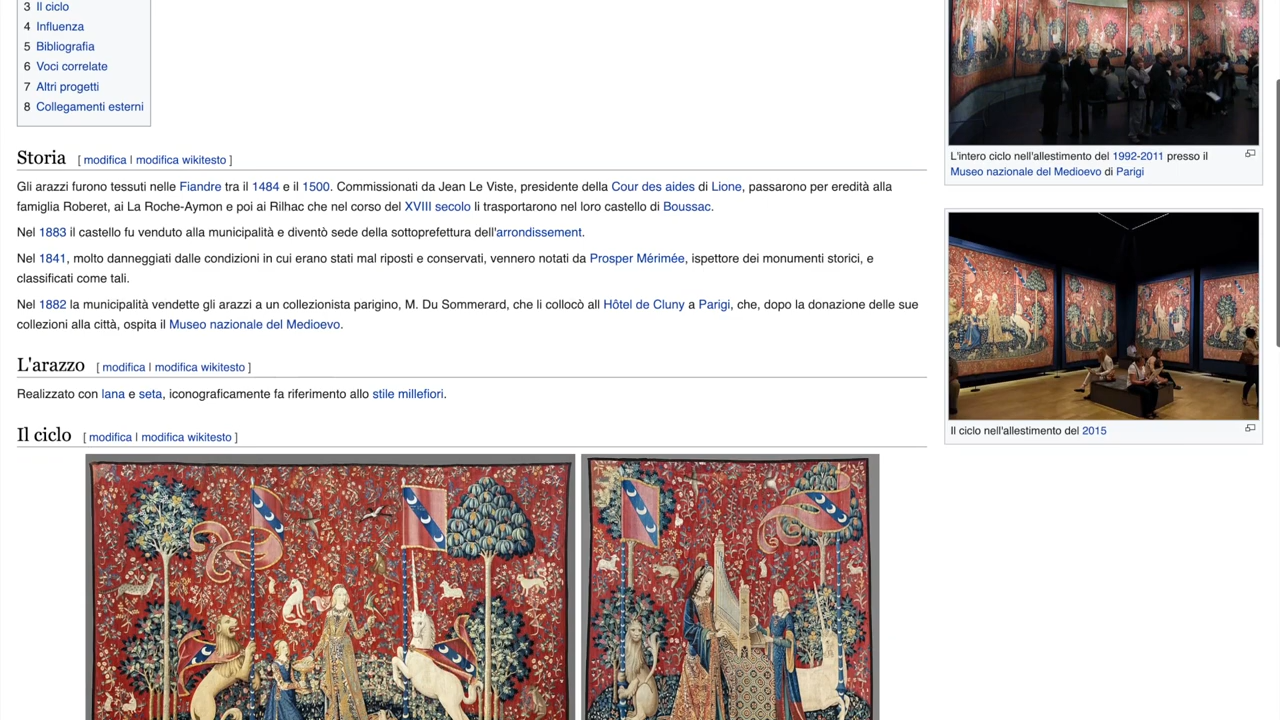 3 Il ciclo
4 Influenza
5 Bibliografia
6 Voci correlate
7 Altri progetti
8 Collegamenti esterni
Storia [ modifica | modifica wikitesto ]
Gli arazzi furono tessuti nelle Fiandre tra il 1484 e il 1500. Commissionati da Jean Le Viste, presidente della Cour des aides di Lione, passarono per eredità alla
famiglia Roberet, ai La Roche-Aymon e poi ai Rilhac che nel corso del XVIII secolo li trasportarono nel loro castello di Boussac.
Nel 1883 il castello fu venduto alla municipalità e diventò sede della sottoprefettura dell'arrondissement.
Nel 1841, molto danneggiati dalle condizioni in cui erano stati mal riposti e conservati, vennero notati da Prosper Mérimée, ispettore dei monumenti storici, e
classificati come tali.
Nel 1882 la municipalità vendette gli arazzi a un collezionista parigino, M. Du Sommerard, che li collocò all Hôtel de Cluny a Parigi, che, dopo la donazione delle sue
collezioni alla città, ospita il Museo nazionale del Medioevo.
L'arazzo [ modifica | modifica wikitesto ]
Realizzato con lana e seta, iconograficamente fa riferimento allo stile millefiori.
Il ciclo [ modifica | modifica wikitesto ]
L'intero ciclo nell'allestimento del 1992-2011 presso il
Museo nazionale del Medioevo di Parigi
Il ciclo nell'allestimento del 2015